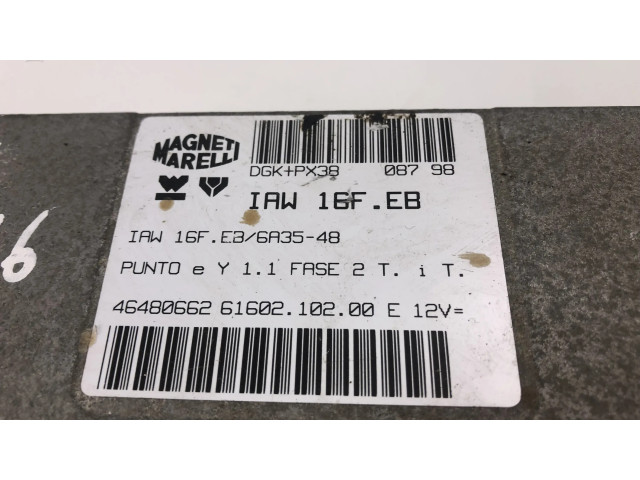 MAGNETI
MARELLI
DGK+PX38 087 98
IAW 16F.EB
IAW 16F.EB/6A35-48
PUNTO e Y 1.1 FASE 2 T. i T.
46480662 61602.102.00 E 12V=